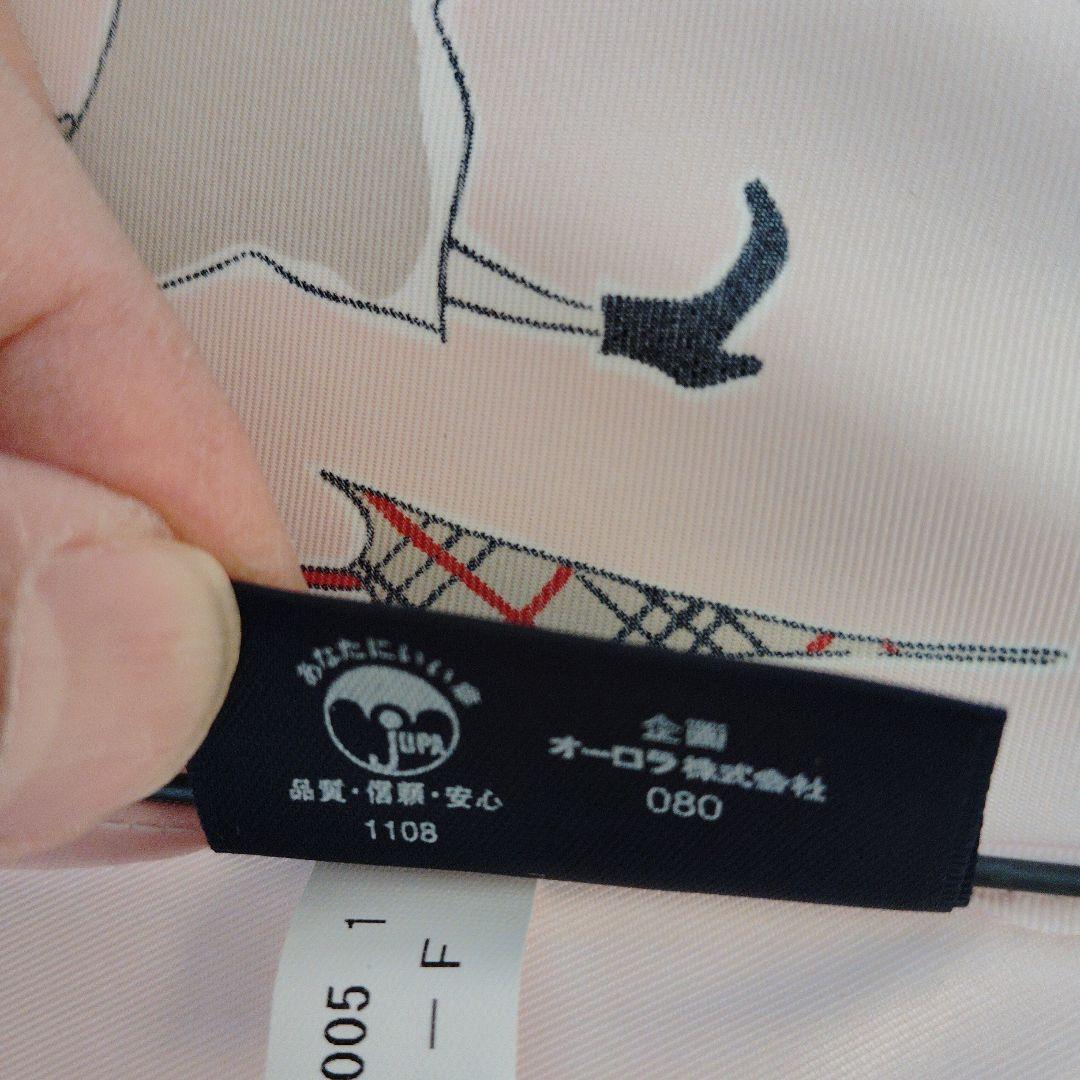 あなたにいい傘
JUPA
品質・信頼・安心
1108
企画
オーロラ株式会社
080
005 1
— F